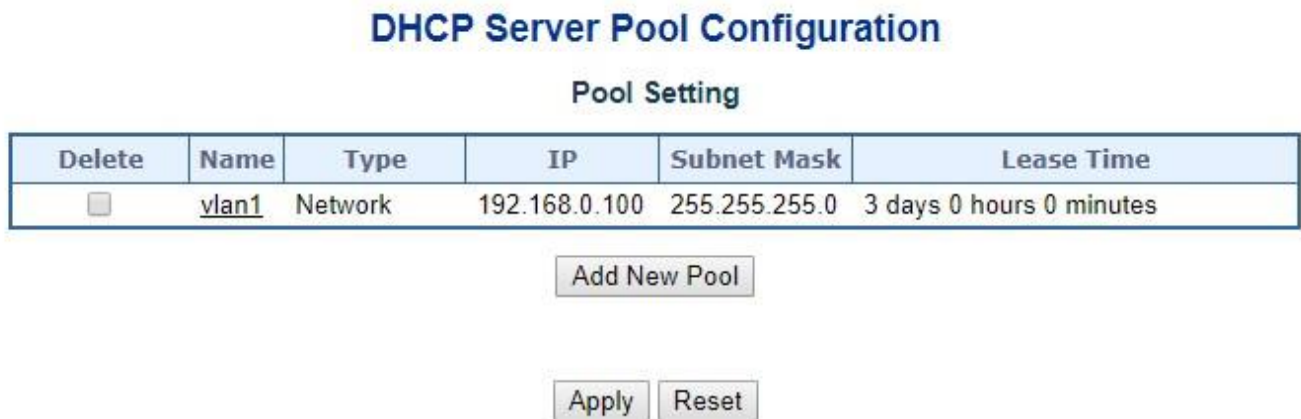 DHCP Server Pool Configuration
Pool Setting
Delete Name Type IP Subnet Mask Lease Time
vlan1 Network 192.168.0.100 255.255.255.0 3 days 0 hours 0 minutes
Add New Pool
Apply Reset